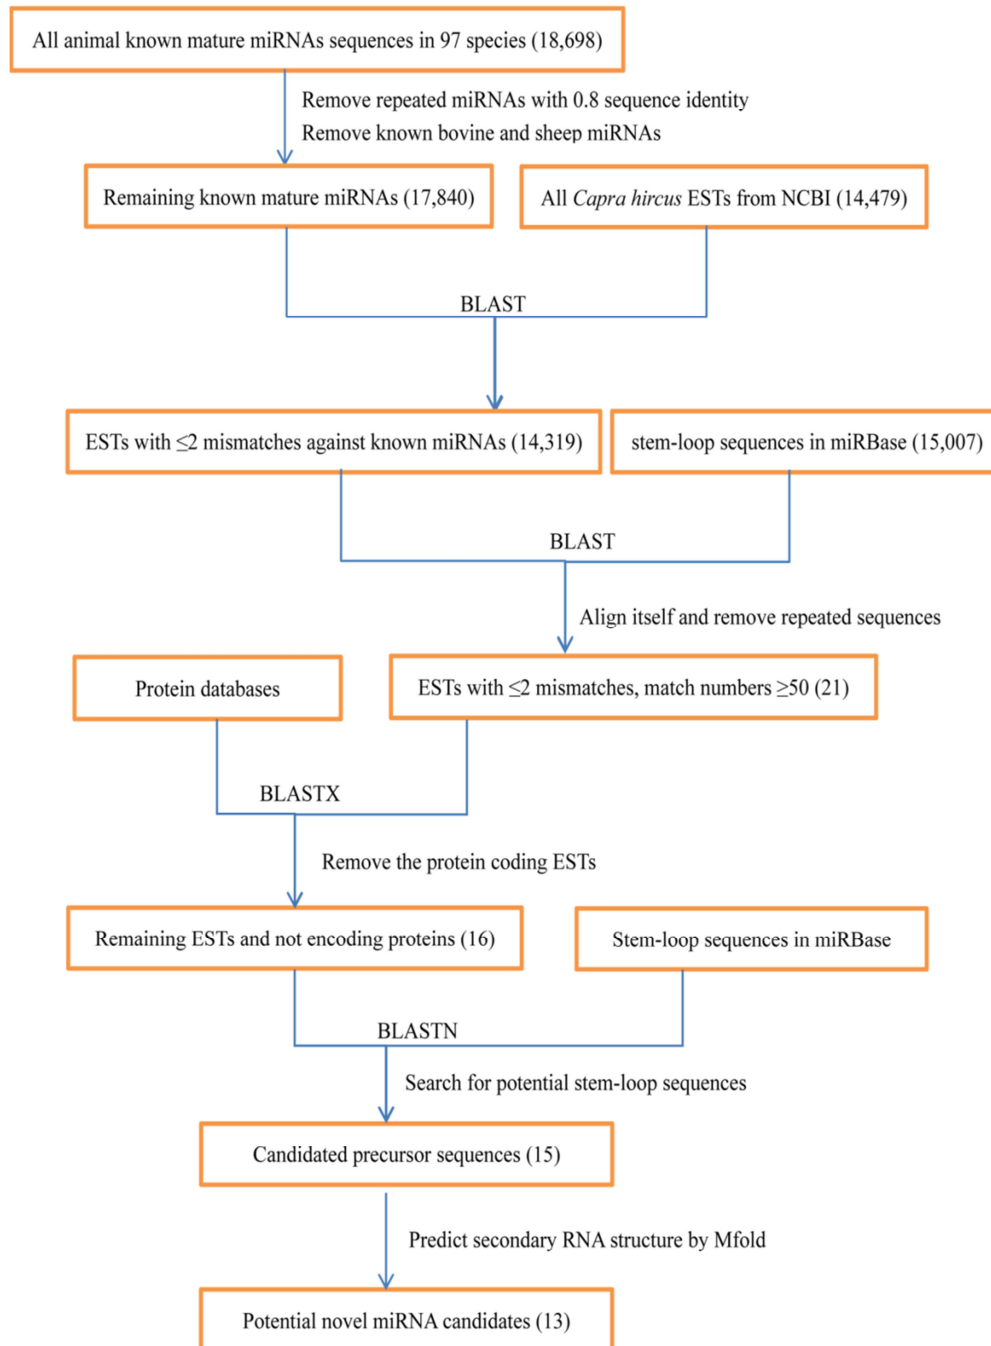 All animal known mature miRNAs sequences in 97 species (18,698)
Remove repeated miRNAs with 0.8 sequence identity
Remove known bovine and sheep miRNAs
Remaining known mature miRNAs (17,840)
All Capra hircus ESTs from NCBI (14,479)
BLAST
ESTs with ≤2 mismatches against known miRNAs (14,319)
stem-loop sequences in miRBase (15,007)
BLAST
Align itself and remove repeated sequences
Protein databases
ESTs with ≤2 mismatches, match numbers ≥50 (21)
BLASTX
Remove the protein coding ESTs
Remaining ESTs and not encoding proteins (16)
Stem-loop sequences in miRBase
BLASTN
Search for potential stem-loop sequences
Candidated precursor sequences (15)
Predict secondary RNA structure by Mfold
Potential novel miRNA candidates (13)